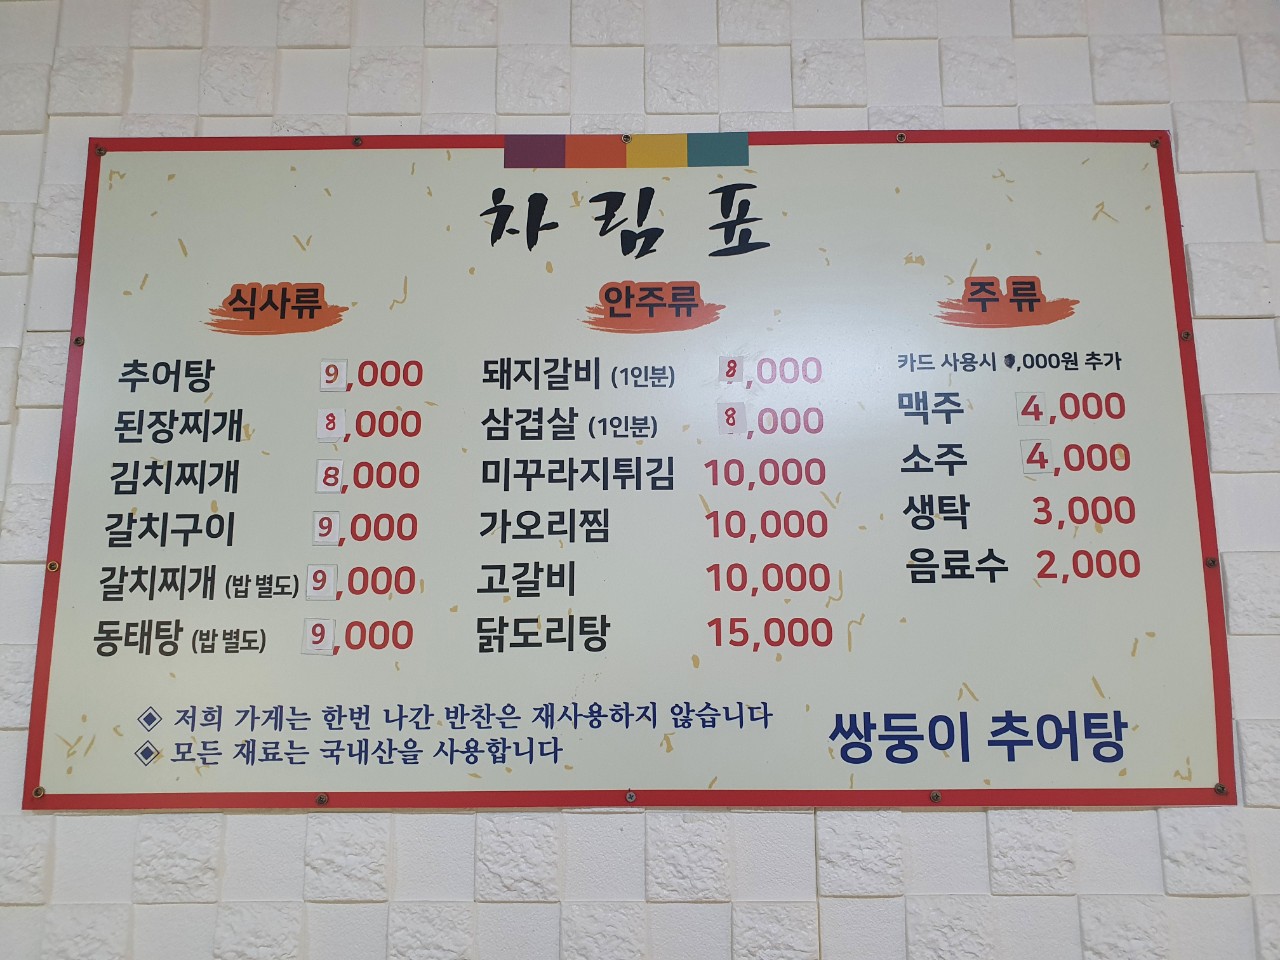 차림표
식사류
추어탕 9,000
된장찌개 8,000
김치찌개 8,000
갈치구이 9,000
갈치찌개 (밥 별도) 9,000
동태탕 (밥 별도) 9,000
안주류
돼지갈비 (1인분) 8,000
삼겹살 (1인분) 8,000
미꾸라지튀김 10,000
가오리찜 10,000
고갈비 10,000
닭도리탕 15,000
주류
카드 사용시 추가
맥주 4,000
소주 4,000
생탁 3,000
음료수 2,000
◈ 저희 가게는 한번 나간 반찬은 재사용하지 않습니다
◈ 모든 재료는 국내산을 사용합니다
쌍둥이 추어탕